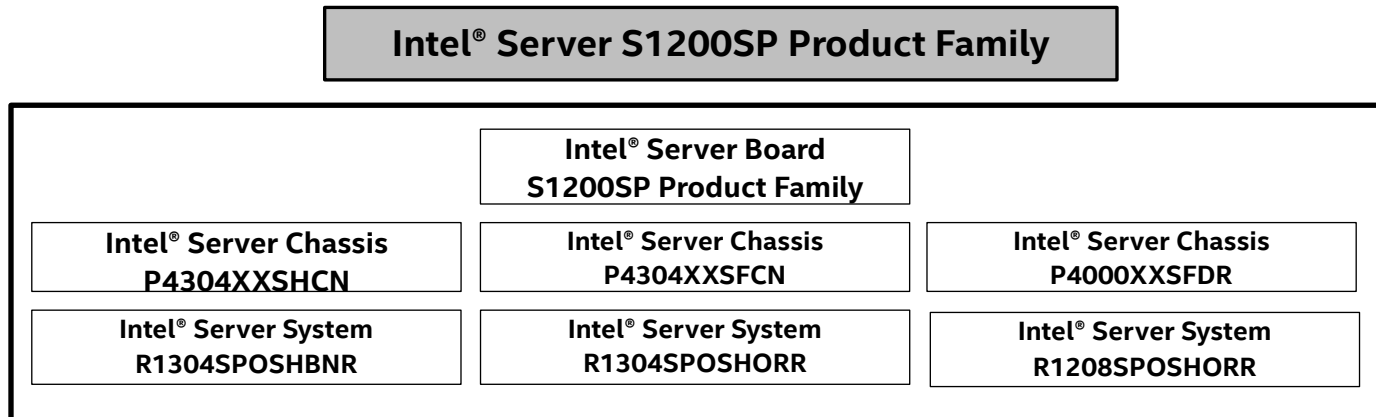 Intel® Server S1200SP Product Family
Intel® Server Board
S1200SP Product Family
Intel® Server Chassis
P4304XXSHCN
Intel® Server Chassis
P4304XXSFCN
Intel® Server Chassis
P4000XXSFDR
Intel® Server System
R1304SPOSHBNR
Intel® Server System
R1304SPOSHORR
Intel® Server System
R1208SPOSHORR